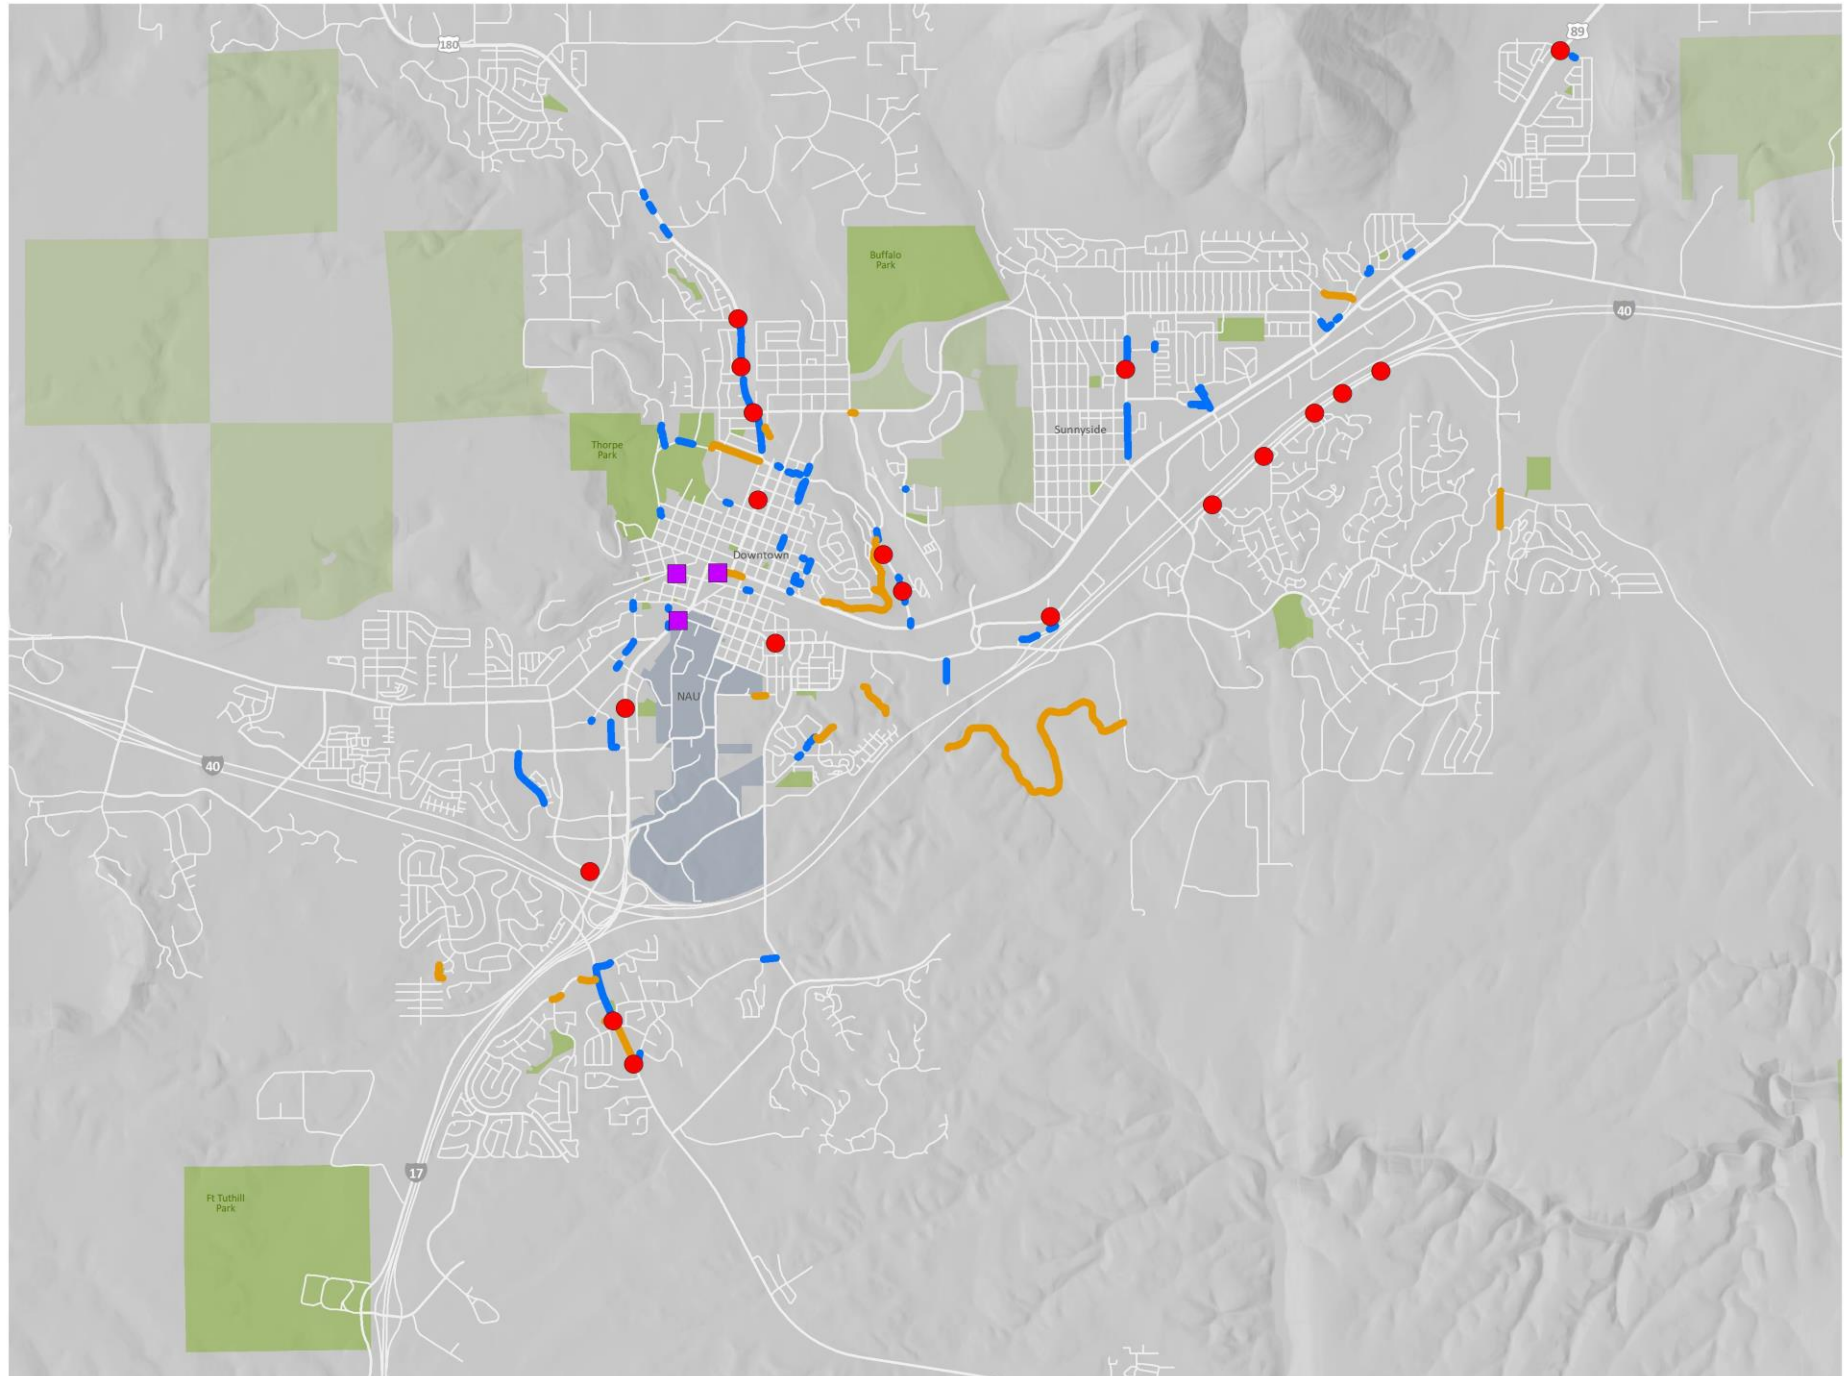 89
180
Buffalo
Park
40
Sunnyside
Thorpe
Park
Downtown
NAU
40
17
Ft Tuthill
Park